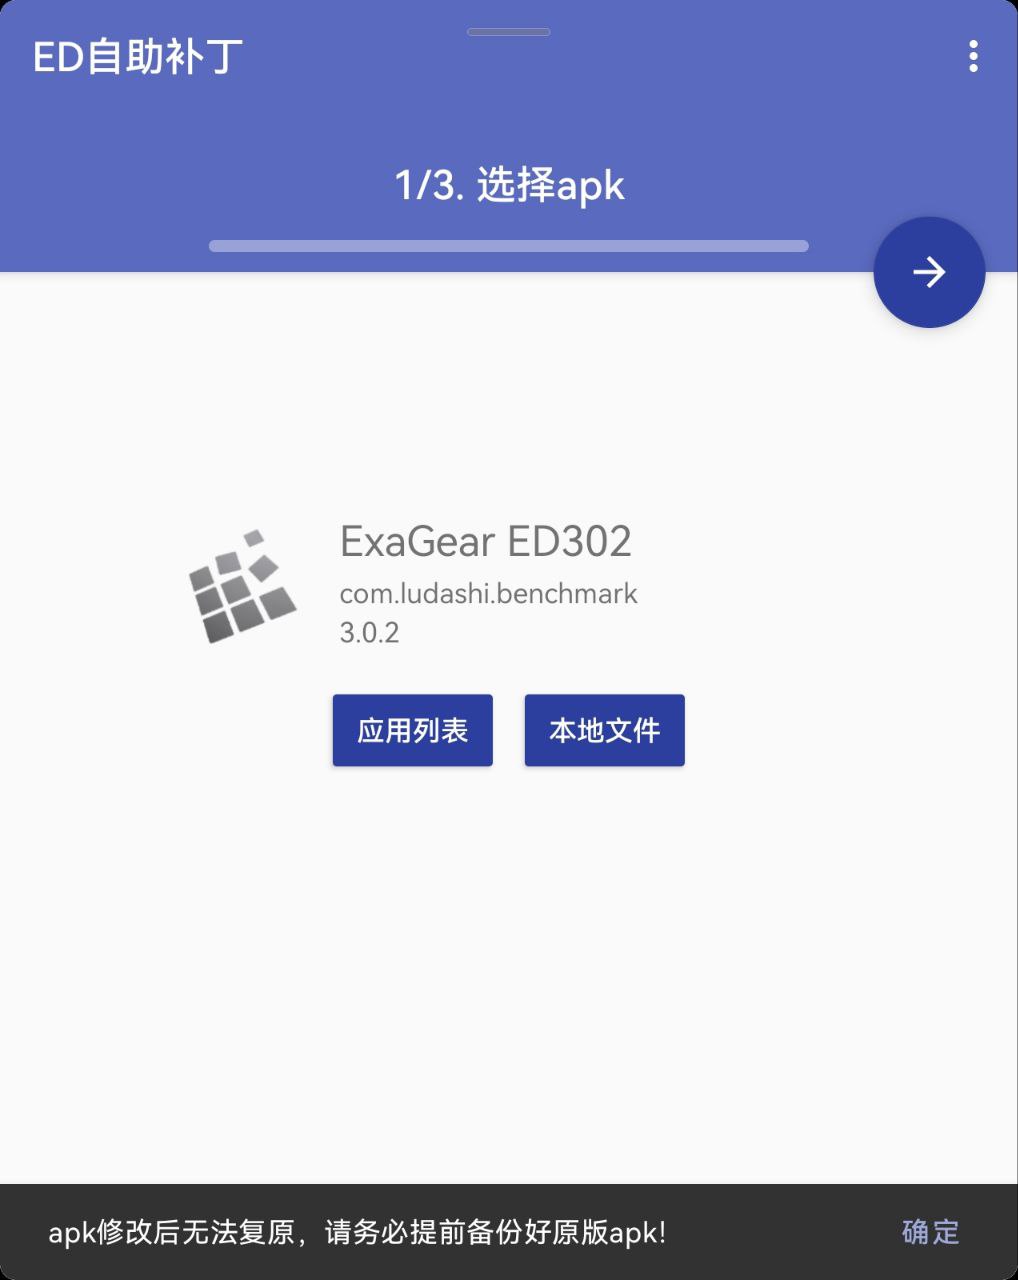 ED自助补丁
1/3. 选择apk
ExaGear ED302
com.ludashi.benchmark
3.0.2
应用列表
本地文件
apk修改后无法复原，请务必提前备份好原版apk!
确定